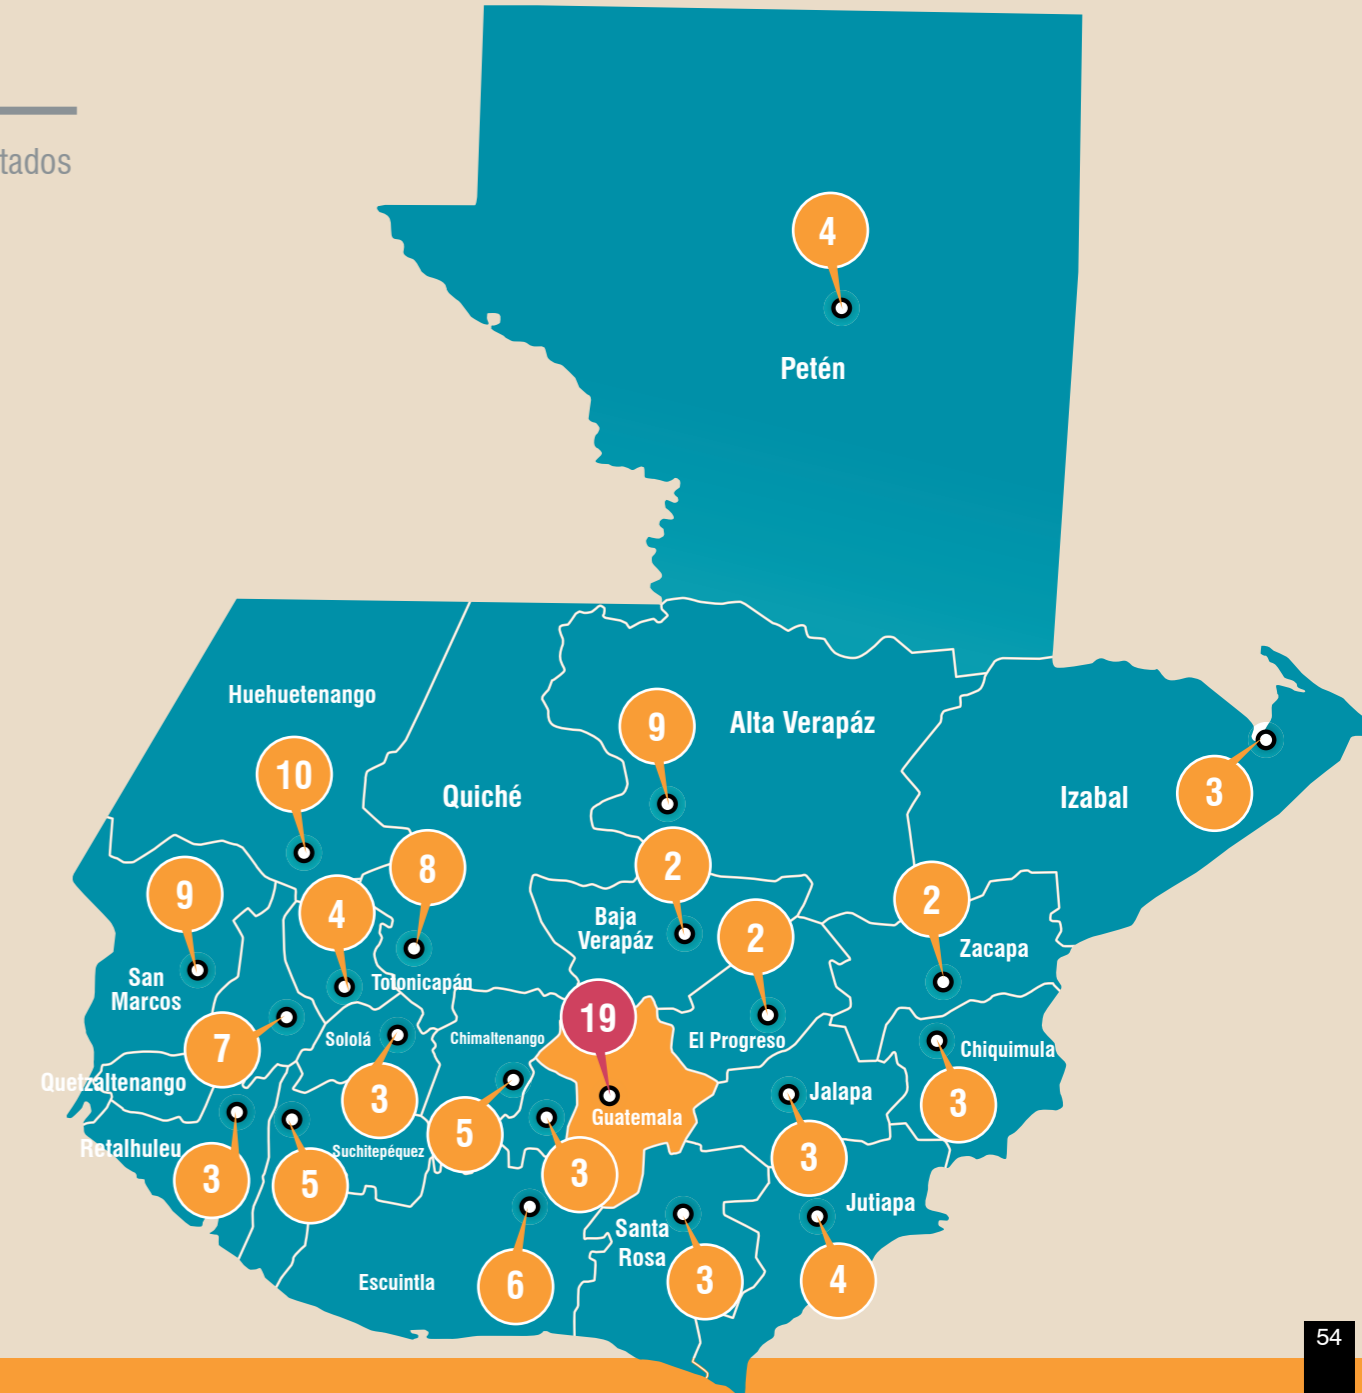 tados
4
Petén
Huehuetenango
10
Quiché
9
Alta Verapáz
Izabal
3
8
9
San
Marcos
4
Totonicapán
2
Baja
Verapáz
2
El Progreso
2
Zacapa
7
Quetzaltenango
Sololá
3
Chimaltenango
5
19
Guatemala
3
Chiquimula
3
Jalapa
3
Retalhuleu
3
5
Suchitepéquez
Escuintla
6
Santa
Rosa
3
Jutiapa
4
54